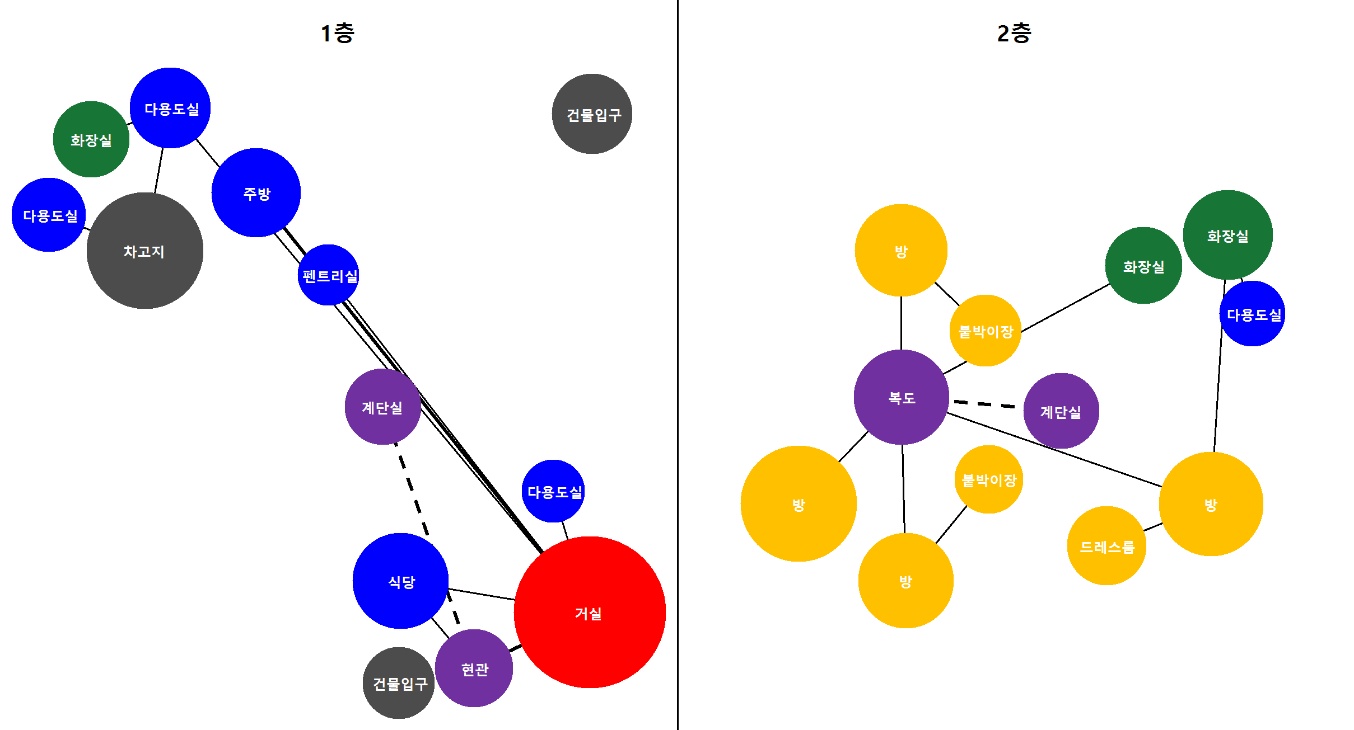 1층
다용도실
화장실
건물입구
주방
다용도실
차고지
펜트리실
계단실
다용도실
식당
거실
현관
건물입구
2층
방
화장실
화장실
다용도실
붙박이장
복도
계단실
방
붙박이장
방
드레스룸
방